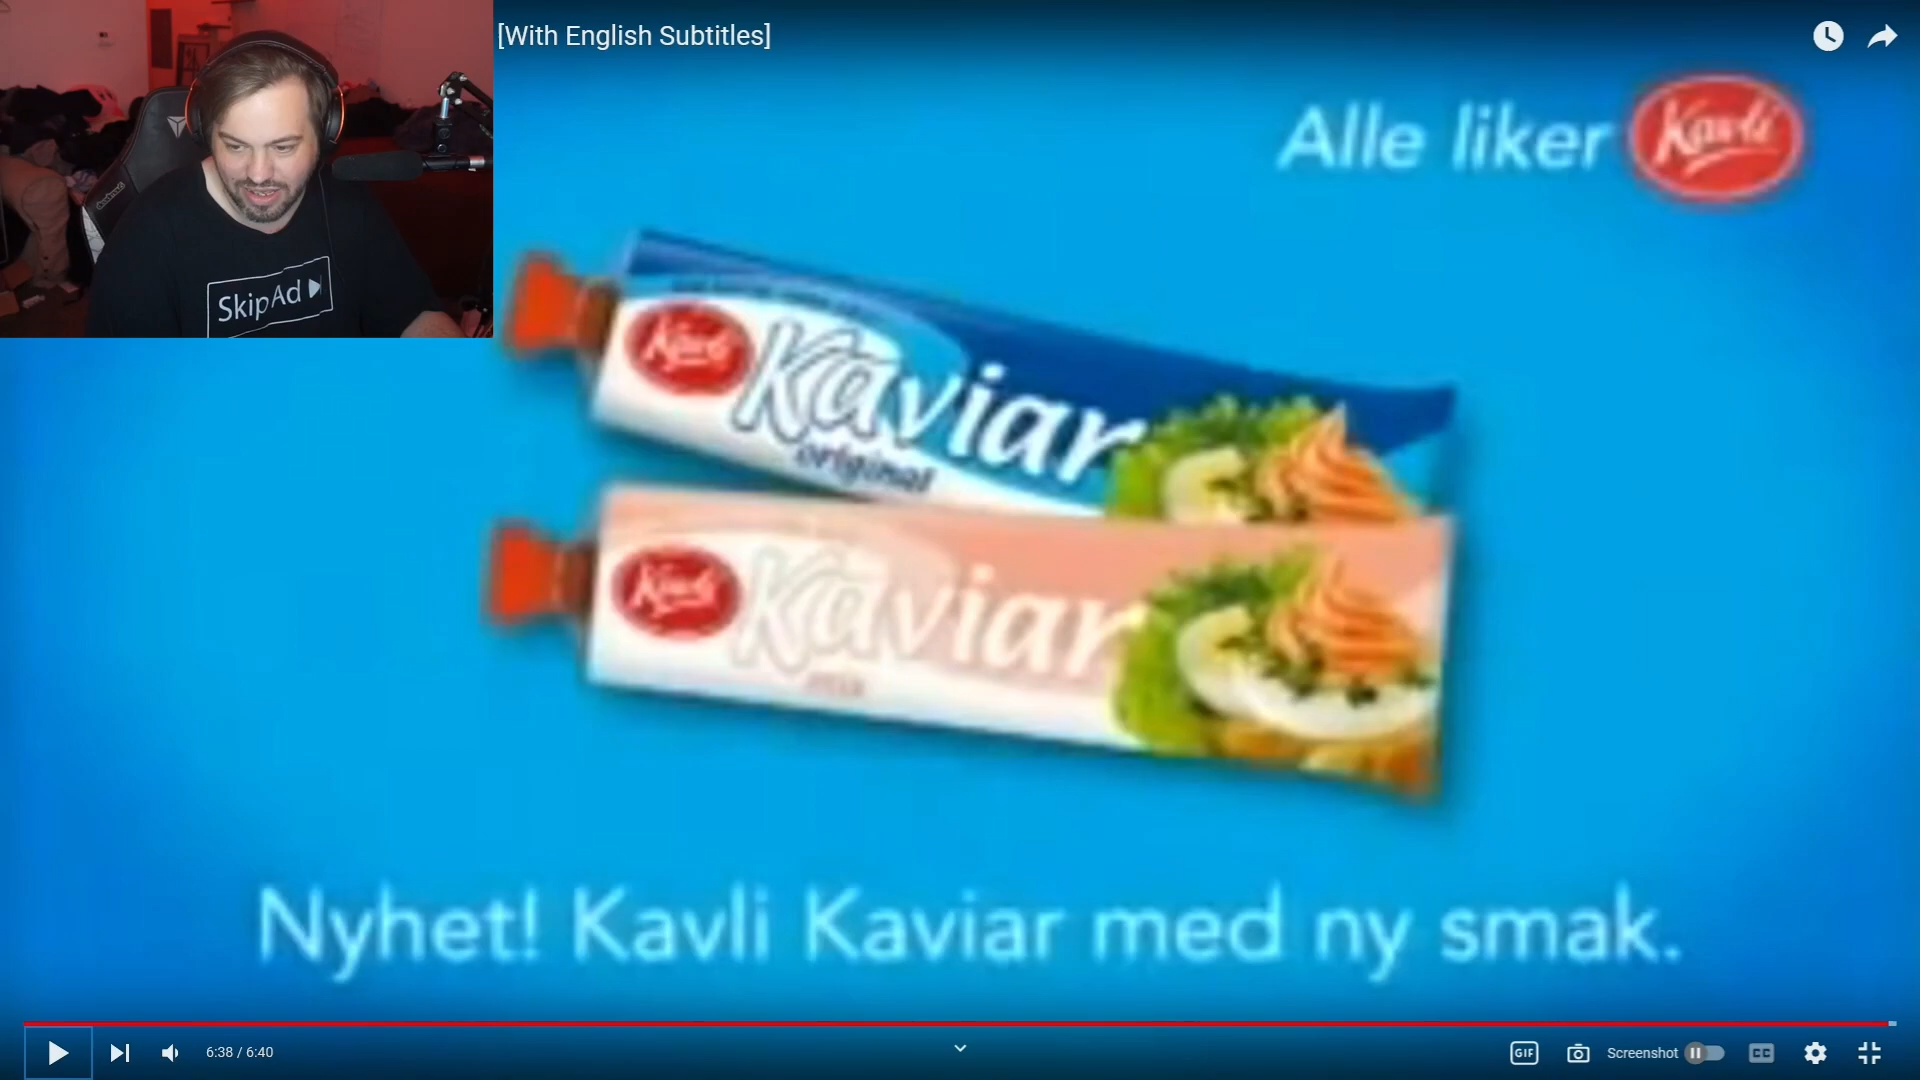 [With English Subtitles]
Alle liker Kavli
SkipAd
Kavli Kaviar
original
Kavli Kaviar
Nyhet! Kavli Kaviar med ny smak.
6:38 / 6:40
GIF
Screenshot
CC